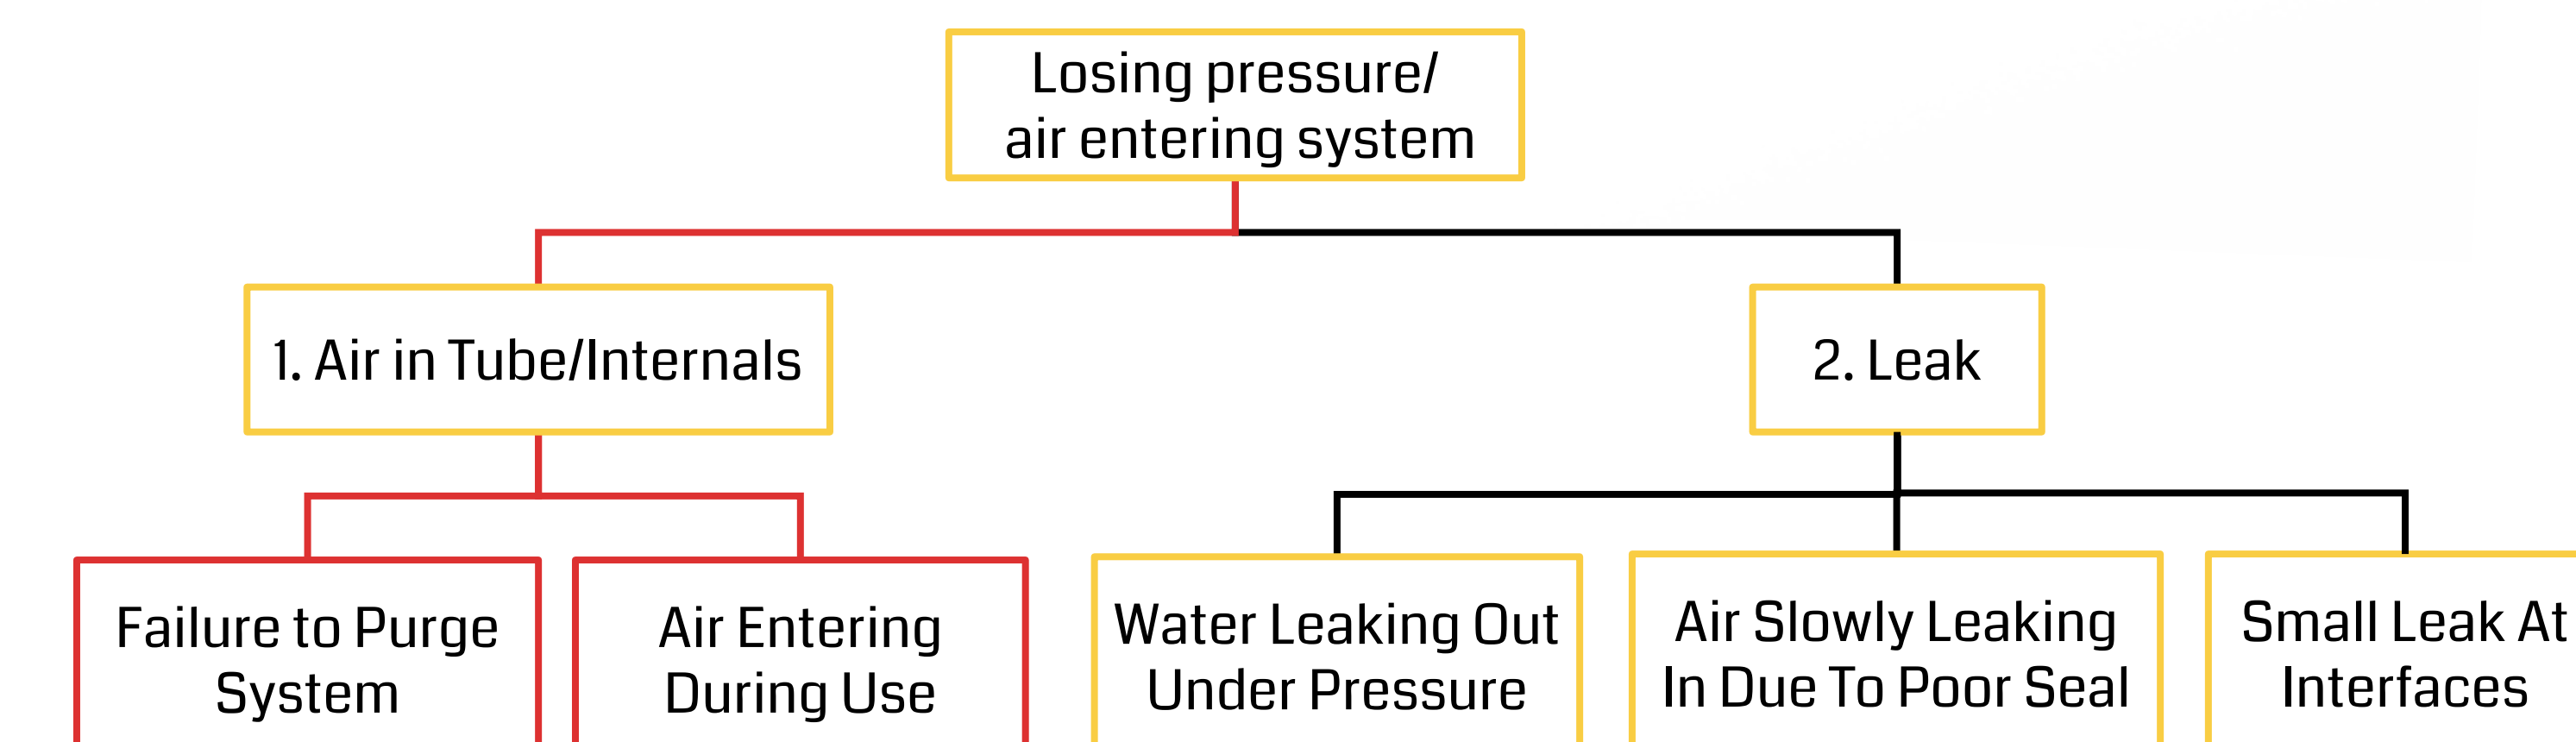 Losing pressure/
air entering system
1. Air in Tube/Internals
2. Leak
Failure to Purge
System
Air Entering
During Use
Water Leaking Out
Under Pressure
Air Slowly Leaking
In Due To Poor Seal
Small Leak At
Interfaces